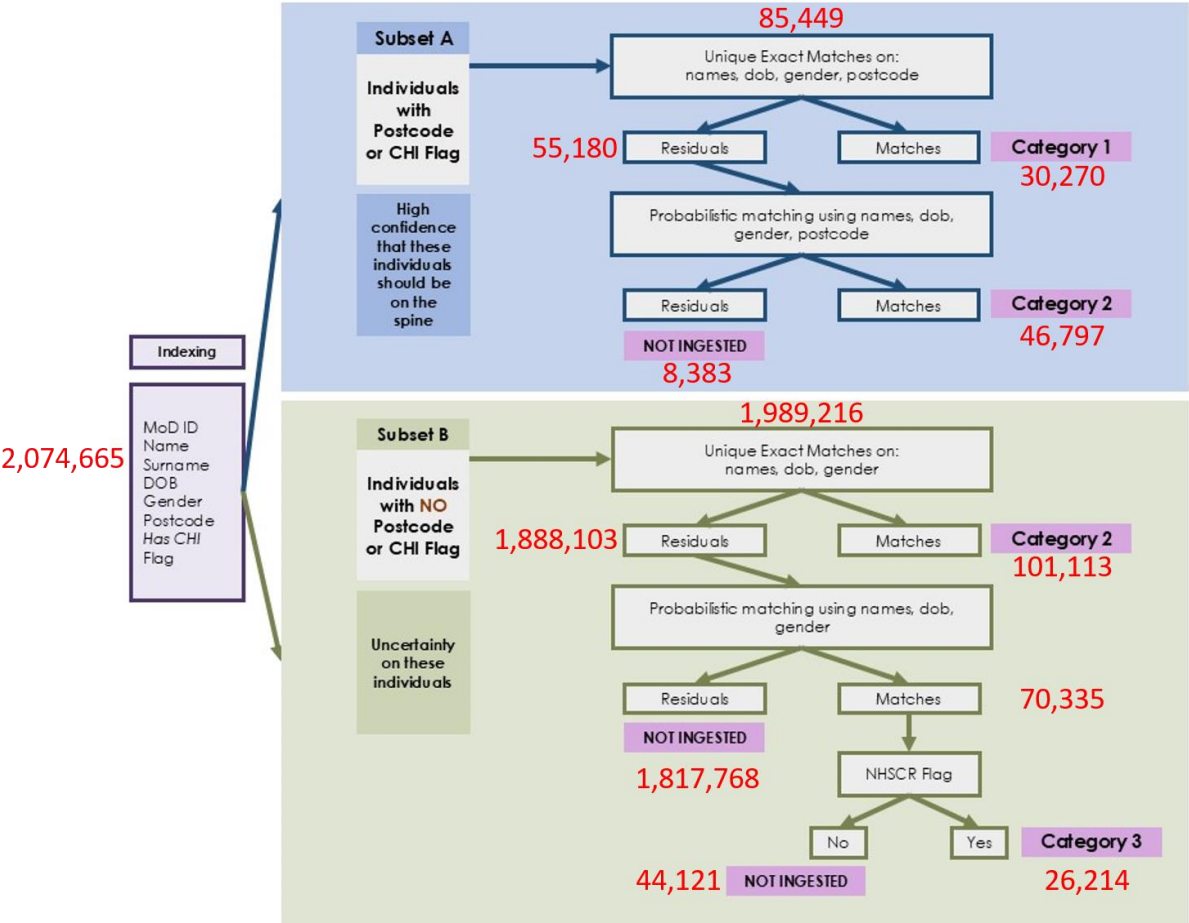 Indexing
2,074,665
MoD ID
Name
Surname
DOB
Gender
Postcode
Has CHI
Flag
Subset A
Individuals
with
Postcode
or CHI Flag
High
confidence
that these
individuals
should be
on the
spine
85,449
Unique Exact Matches on:
names, dob, gender, postcode
55,180
Residuals
Matches
Category 1
30,270
Probabilistic matching using names, dob,
gender, postcode
Residuals
Matches
Category 2
46,797
NOT INGESTED
8,383
Subset B
Individuals
with NO
Postcode
or CHI Flag
Uncertainty
on these
individuals
1,989,216
Unique Exact Matches on:
names, dob, gender
1,888,103
Residuals
Matches
Category 2
101,113
Probabilistic matching using names, dob,
gender
Residuals
Matches
70,335
NOT INGESTED
1,817,768
NHSCR Flag
No
Yes
Category 3
44,121
NOT INGESTED
26,214